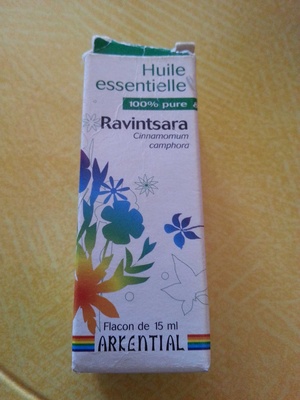 Huile
essentielle
100% pure
Ravintsara
Cinnamomum
camphora
Flacon de 15 ml
ARKENTIAL